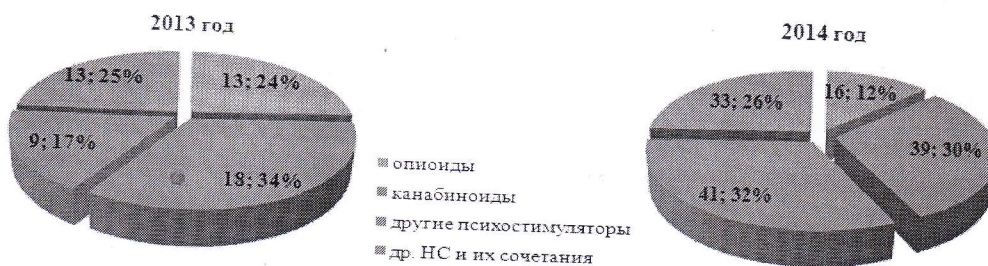 2013 год
13; 25%
13; 24%
9; 17%
18; 34%
опиоиды
канабиноиды
другие психостимуляторы
др. НС и их сочетания
2014 год
33; 26%
16; 12%
41; 32%
39; 30%